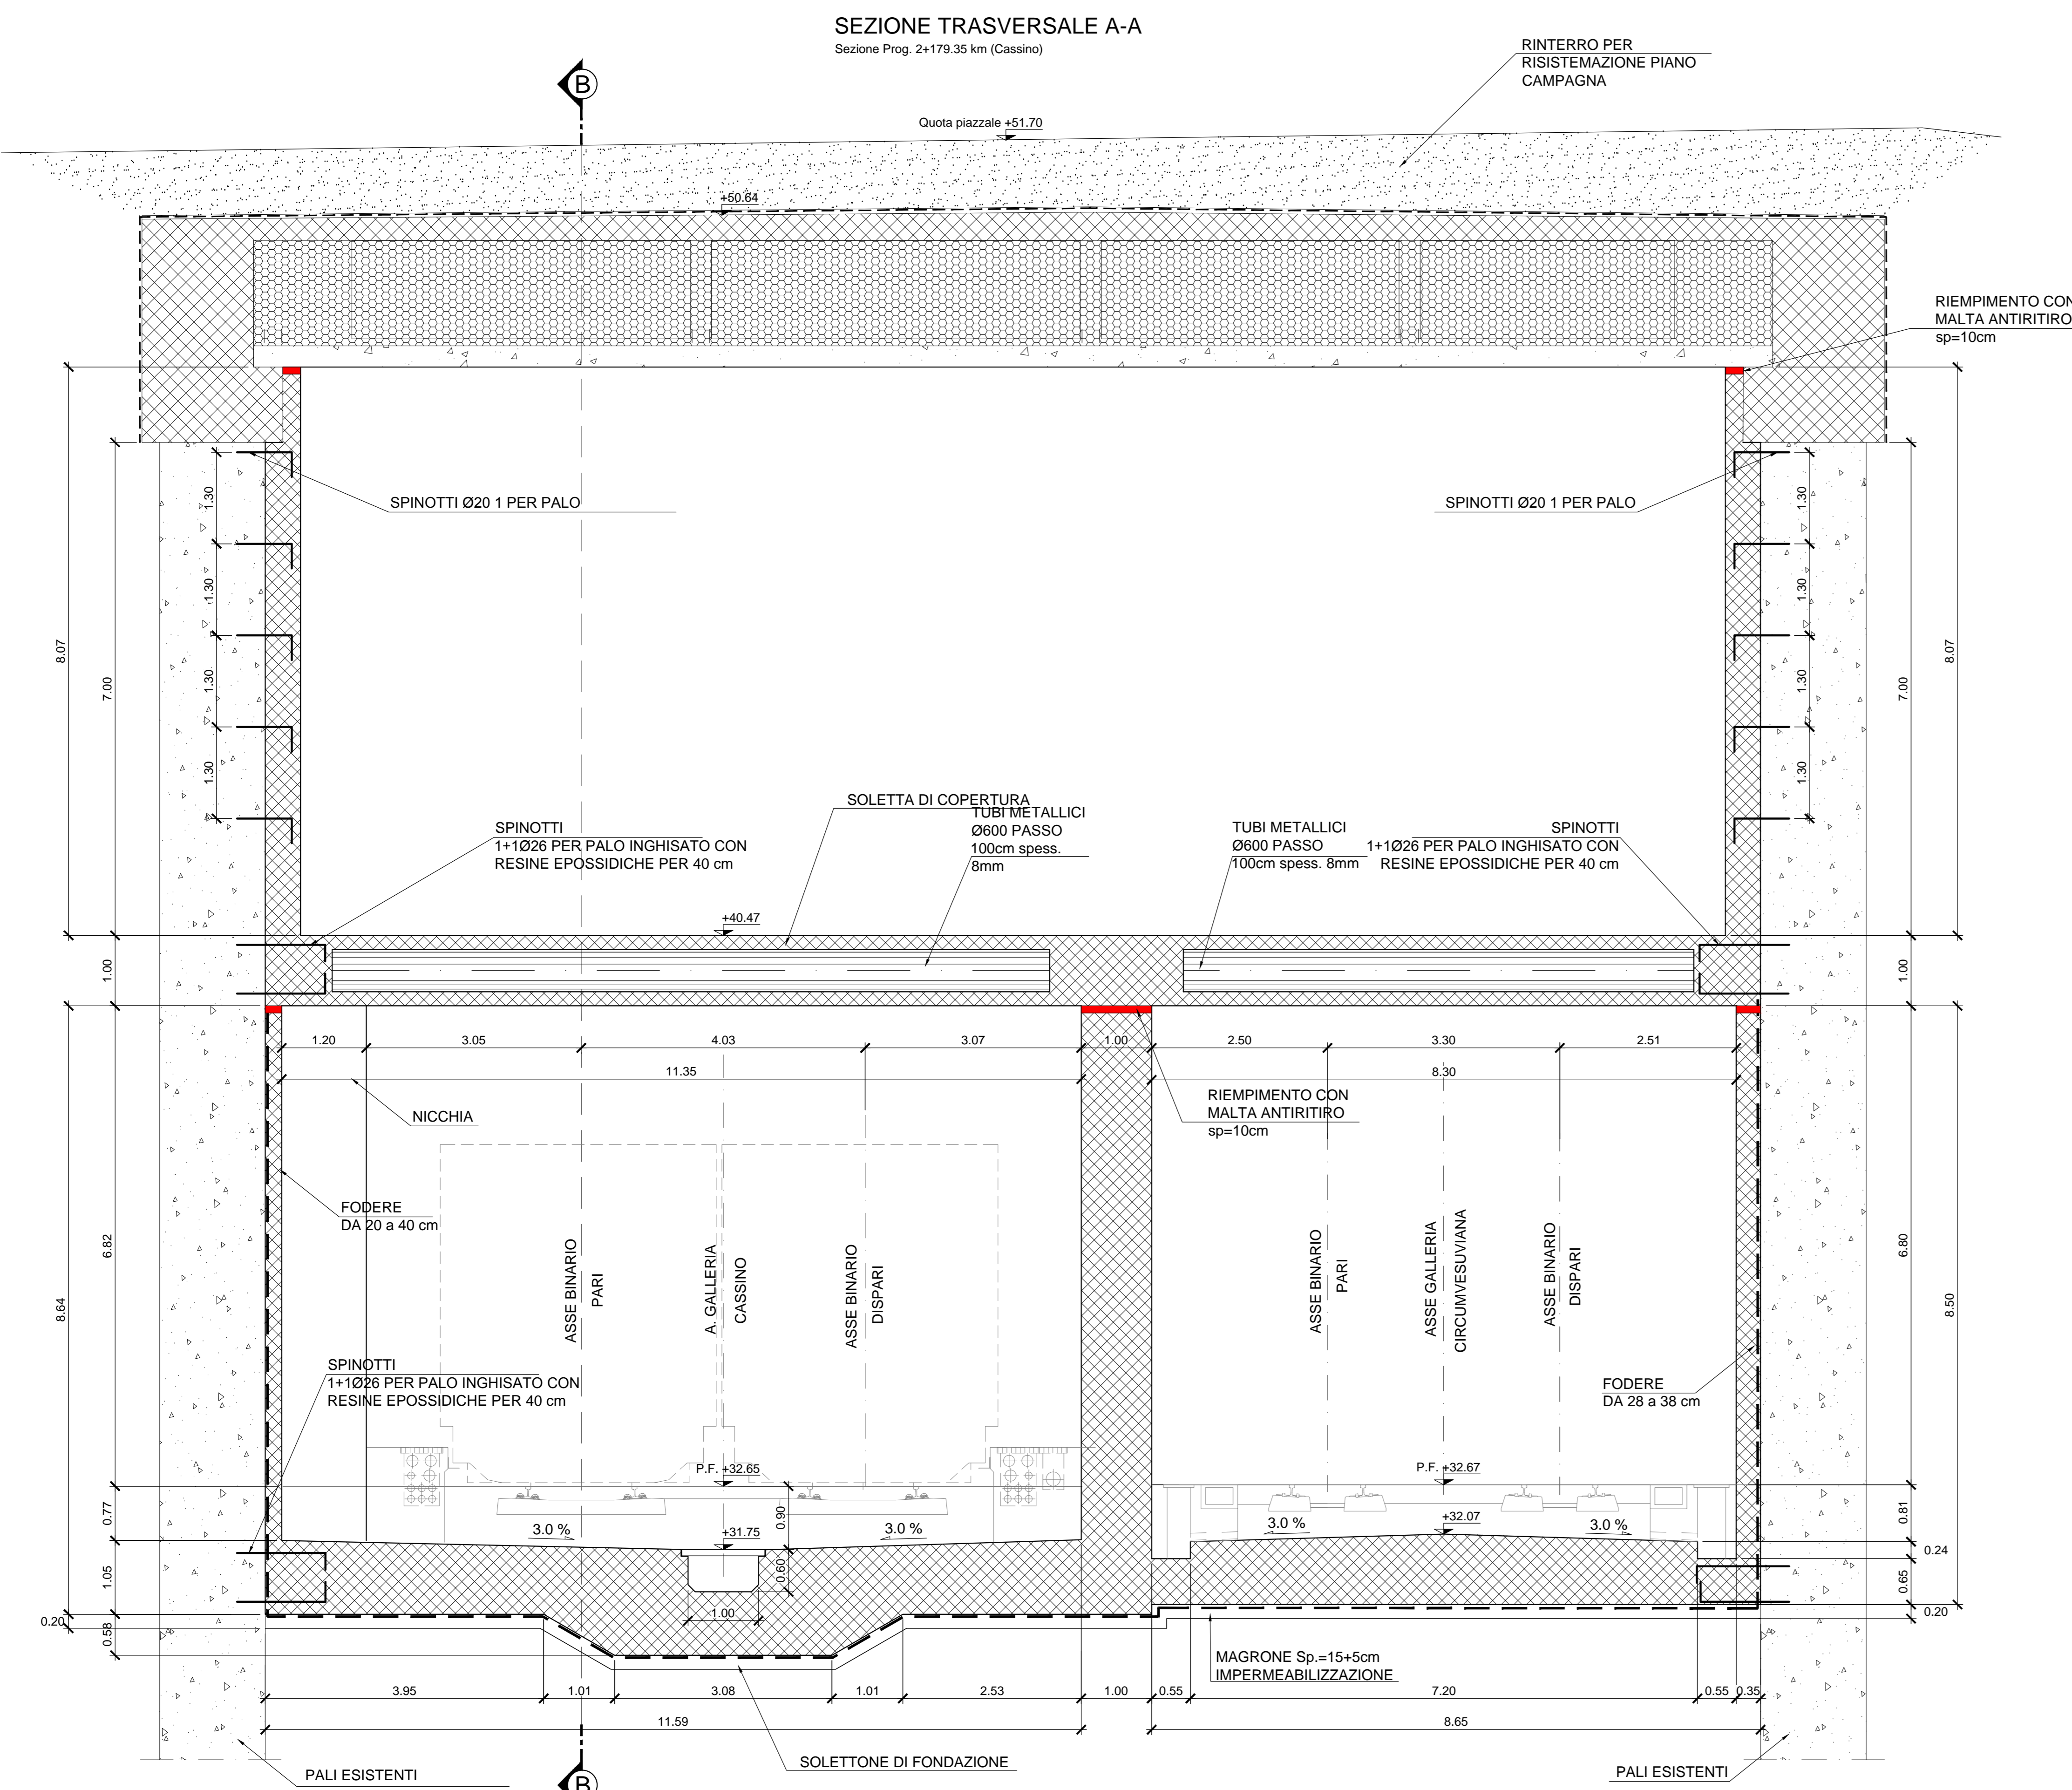 SEZIONE TRASVERSALE A-A
Sezione Prog. 2+179.35 km (Cassino)
RINTERRO PER
RISISTEMAZIONE PIANO
CAMPAGNA
B
Quota piazzale +51.70
+50.64
RIEMPIMENTO CON
MALTA ANTIRITIRO
sp=10cm
SPINOTTI Ø20 1 PER PALO
SPINOTTI Ø20 1 PER PALO
1.30
1.30
1.30
1.30
1.30
1.30
1.30
1.30
8.07
7.00
7.00
8.07
SOLETTA DI COPERTURA
TUBI METALLICI
Ø600 PASSO
100cm spess.
8mm
SPINOTTI
1+1Ø26 PER PALO INGHISATO CON
RESINE EPOSSIDICHE PER 40 cm
TUBI METALLICI
Ø600 PASSO
100cm spess. 8mm
SPINOTTI
1+1Ø26 PER PALO INGHISATO CON
RESINE EPOSSIDICHE PER 40 cm
+40.47
1.00
1.00
1.20
3.05
4.03
3.07
1.00
2.50
3.30
2.51
11.35
8.30
NICCHIA
RIEMPIMENTO CON
MALTA ANTIRITIRO
sp=10cm
FODERE
DA 20 a 40 cm
6.82
8.64
6.80
8.50
ASSE BINARIO
PARI
A. GALLERIA
CASSINO
ASSE BINARIO
DISPARI
ASSE BINARIO
PARI
ASSE GALLERIA
CIRCUMVESUVIANA
ASSE BINARIO
DISPARI
SPINOTTI
1+1Ø26 PER PALO INGHISATO CON
RESINE EPOSSIDICHE PER 40 cm
FODERE
DA 28 a 38 cm
P.F. +32.65
P.F. +32.67
0.77
0.90
0.81
3.0 %
+31.75
3.0 %
3.0 %
+32.07
3.0 %
0.24
1.05
0.60
0.65
1.00
0.20
0.58
0.20
MAGRONE Sp.=15+5cm
IMPERMEABILIZZAZIONE
3.95
1.01
3.08
1.01
2.53
1.00
0.55
7.20
0.55
0.35
11.59
8.65
SOLETTONE DI FONDAZIONE
PALI ESISTENTI
PALI ESISTENTI
B